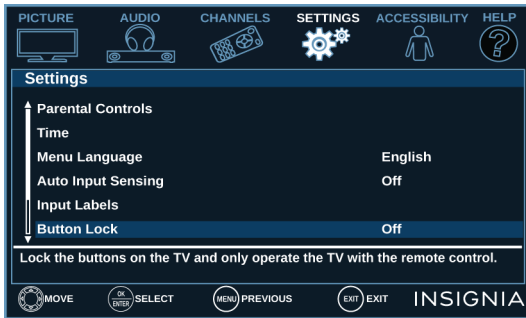 PICTURE AUDIO CHANNELS SETTINGS ACCESSIBILITY HELP
?
Settings
Parental Controls
Time
Menu Language English
Auto Input Sensing Off
Input Labels
Button Lock Off
Lock the buttons on the TV and only operate the TV with the remote control.
MOVE OK ENTER SELECT MENU PREVIOUS EXIT EXIT INSIGNIA